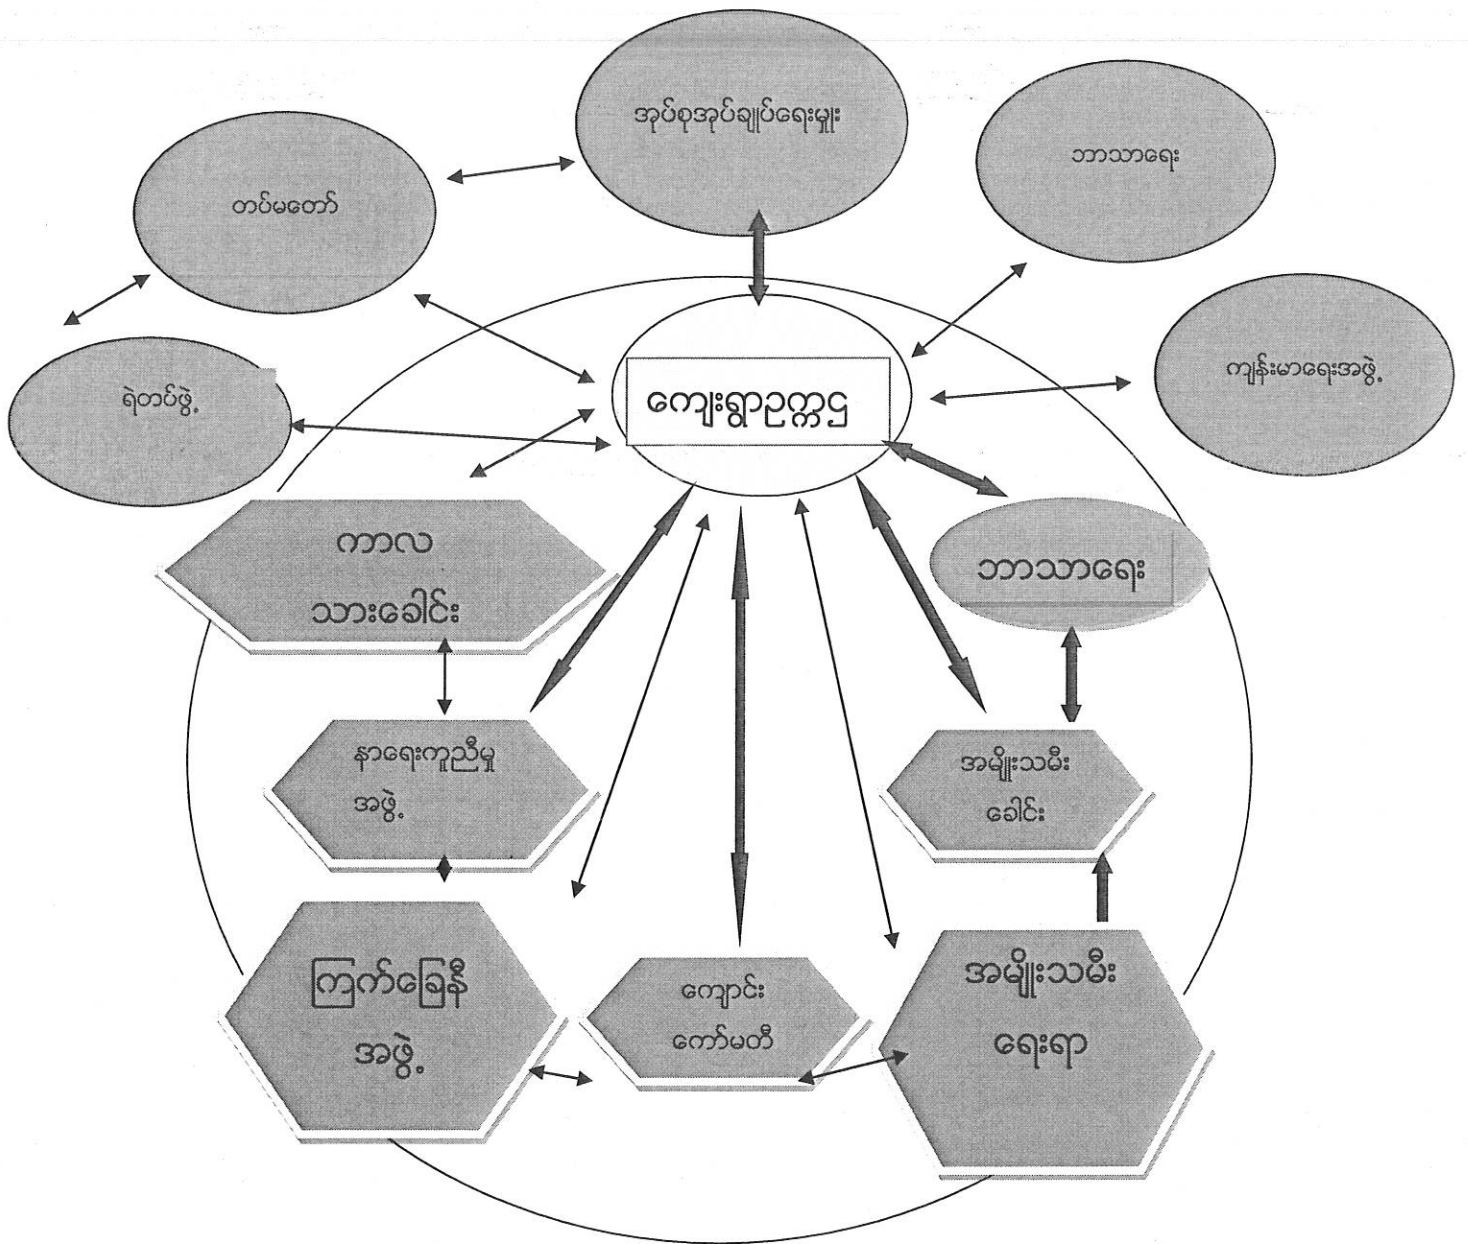 အုပ်စုအုပ်ချုပ်ရေးမှုး
ဘာသာရေး
တပ်မတော်
ကျန်းမာရေးအဖွဲ့
ရဲတပ်ဖွဲ့
ကျေးရွာဥက္ကဌ
ကာလ
သားခေါင်း
ဘာသာရေး
နာရေးကူညီမှု
အဖွဲ့
အမျိုးသမီး
ခေါင်း
ကြက်ခြေနီ
အဖွဲ့
ကျောင်း
ကော်မတီ
အမျိုးသမီး
ရေးရာ